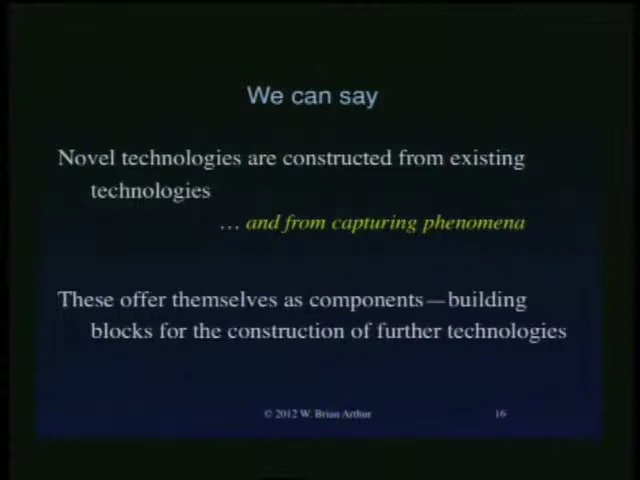 We can say
Novel technologies are constructed from existing
technologies
… and from capturing phenomena
These offer themselves as components—building
blocks for the construction of further technologies
© 2012 W. Brian Arthur 16